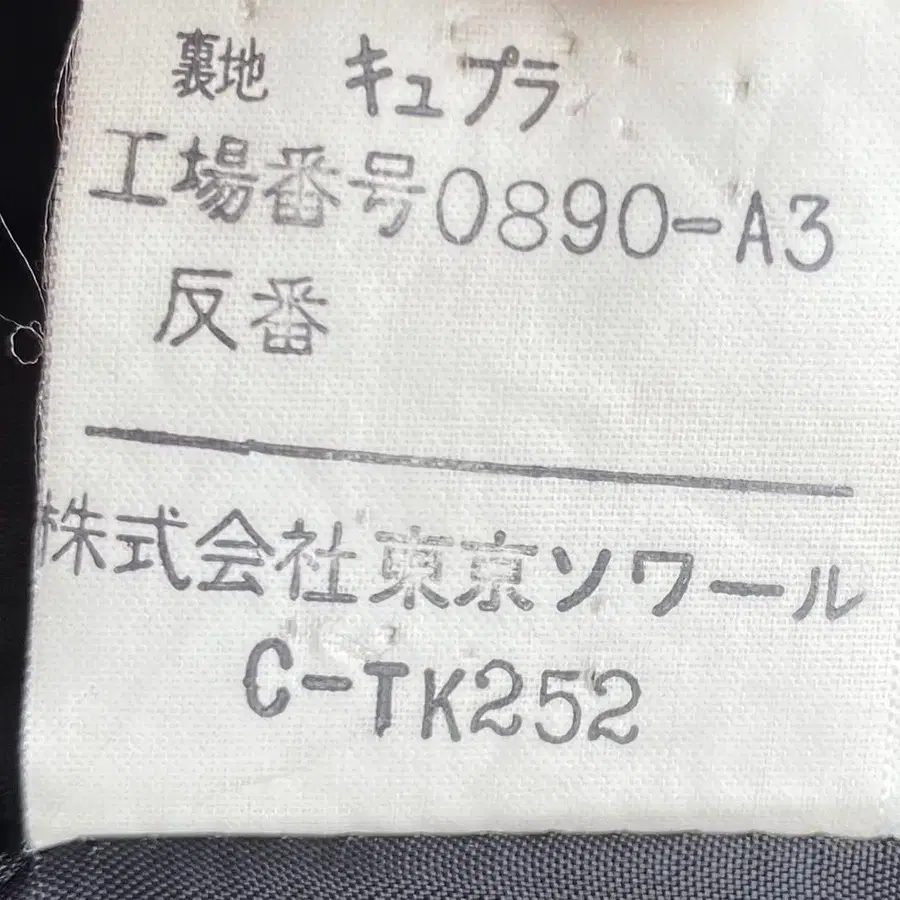 裏地 キュプラ
工場番号0890-A3
反番
株式会社東京ソワール
C-TK252